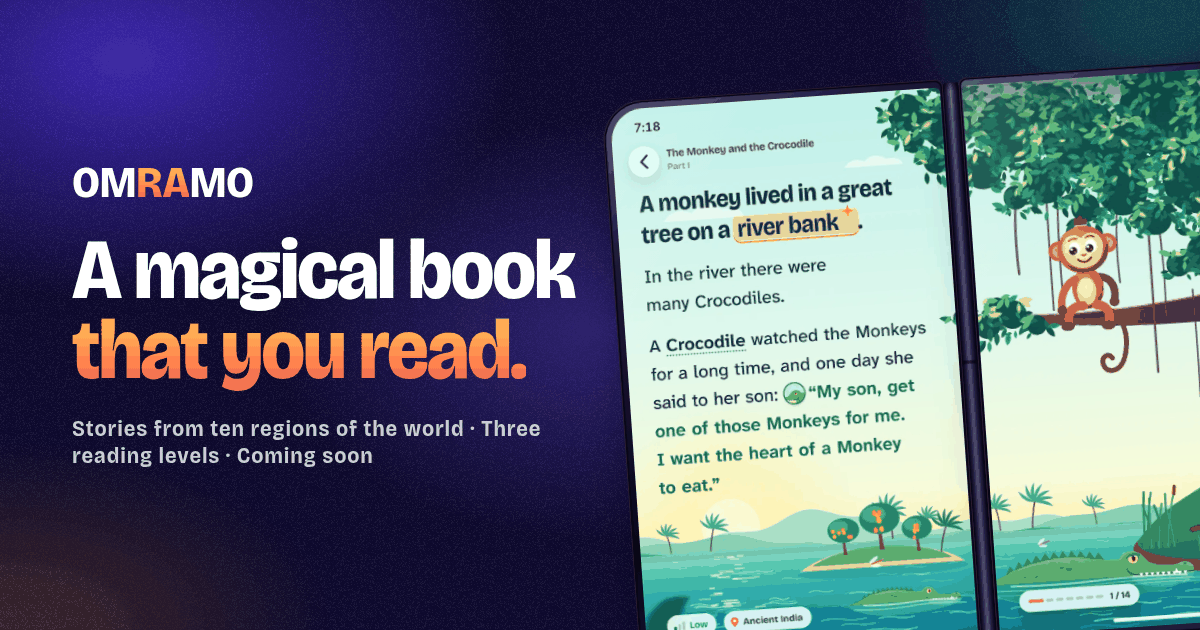 OMRAMO
A magical book
that you read.
Stories from ten regions of the world · Three
reading levels · Coming soon
7:18
The Monkey and the Crocodile
Part I
A monkey lived in a great
tree on a river bank.
In the river there were
many Crocodiles.
A Crocodile watched the Monkeys
for a long time, and one day she
said to her son: “My son, get
one of those Monkeys for me.
I want the heart of a Monkey
to eat.”
Low
Ancient India
1 / 14